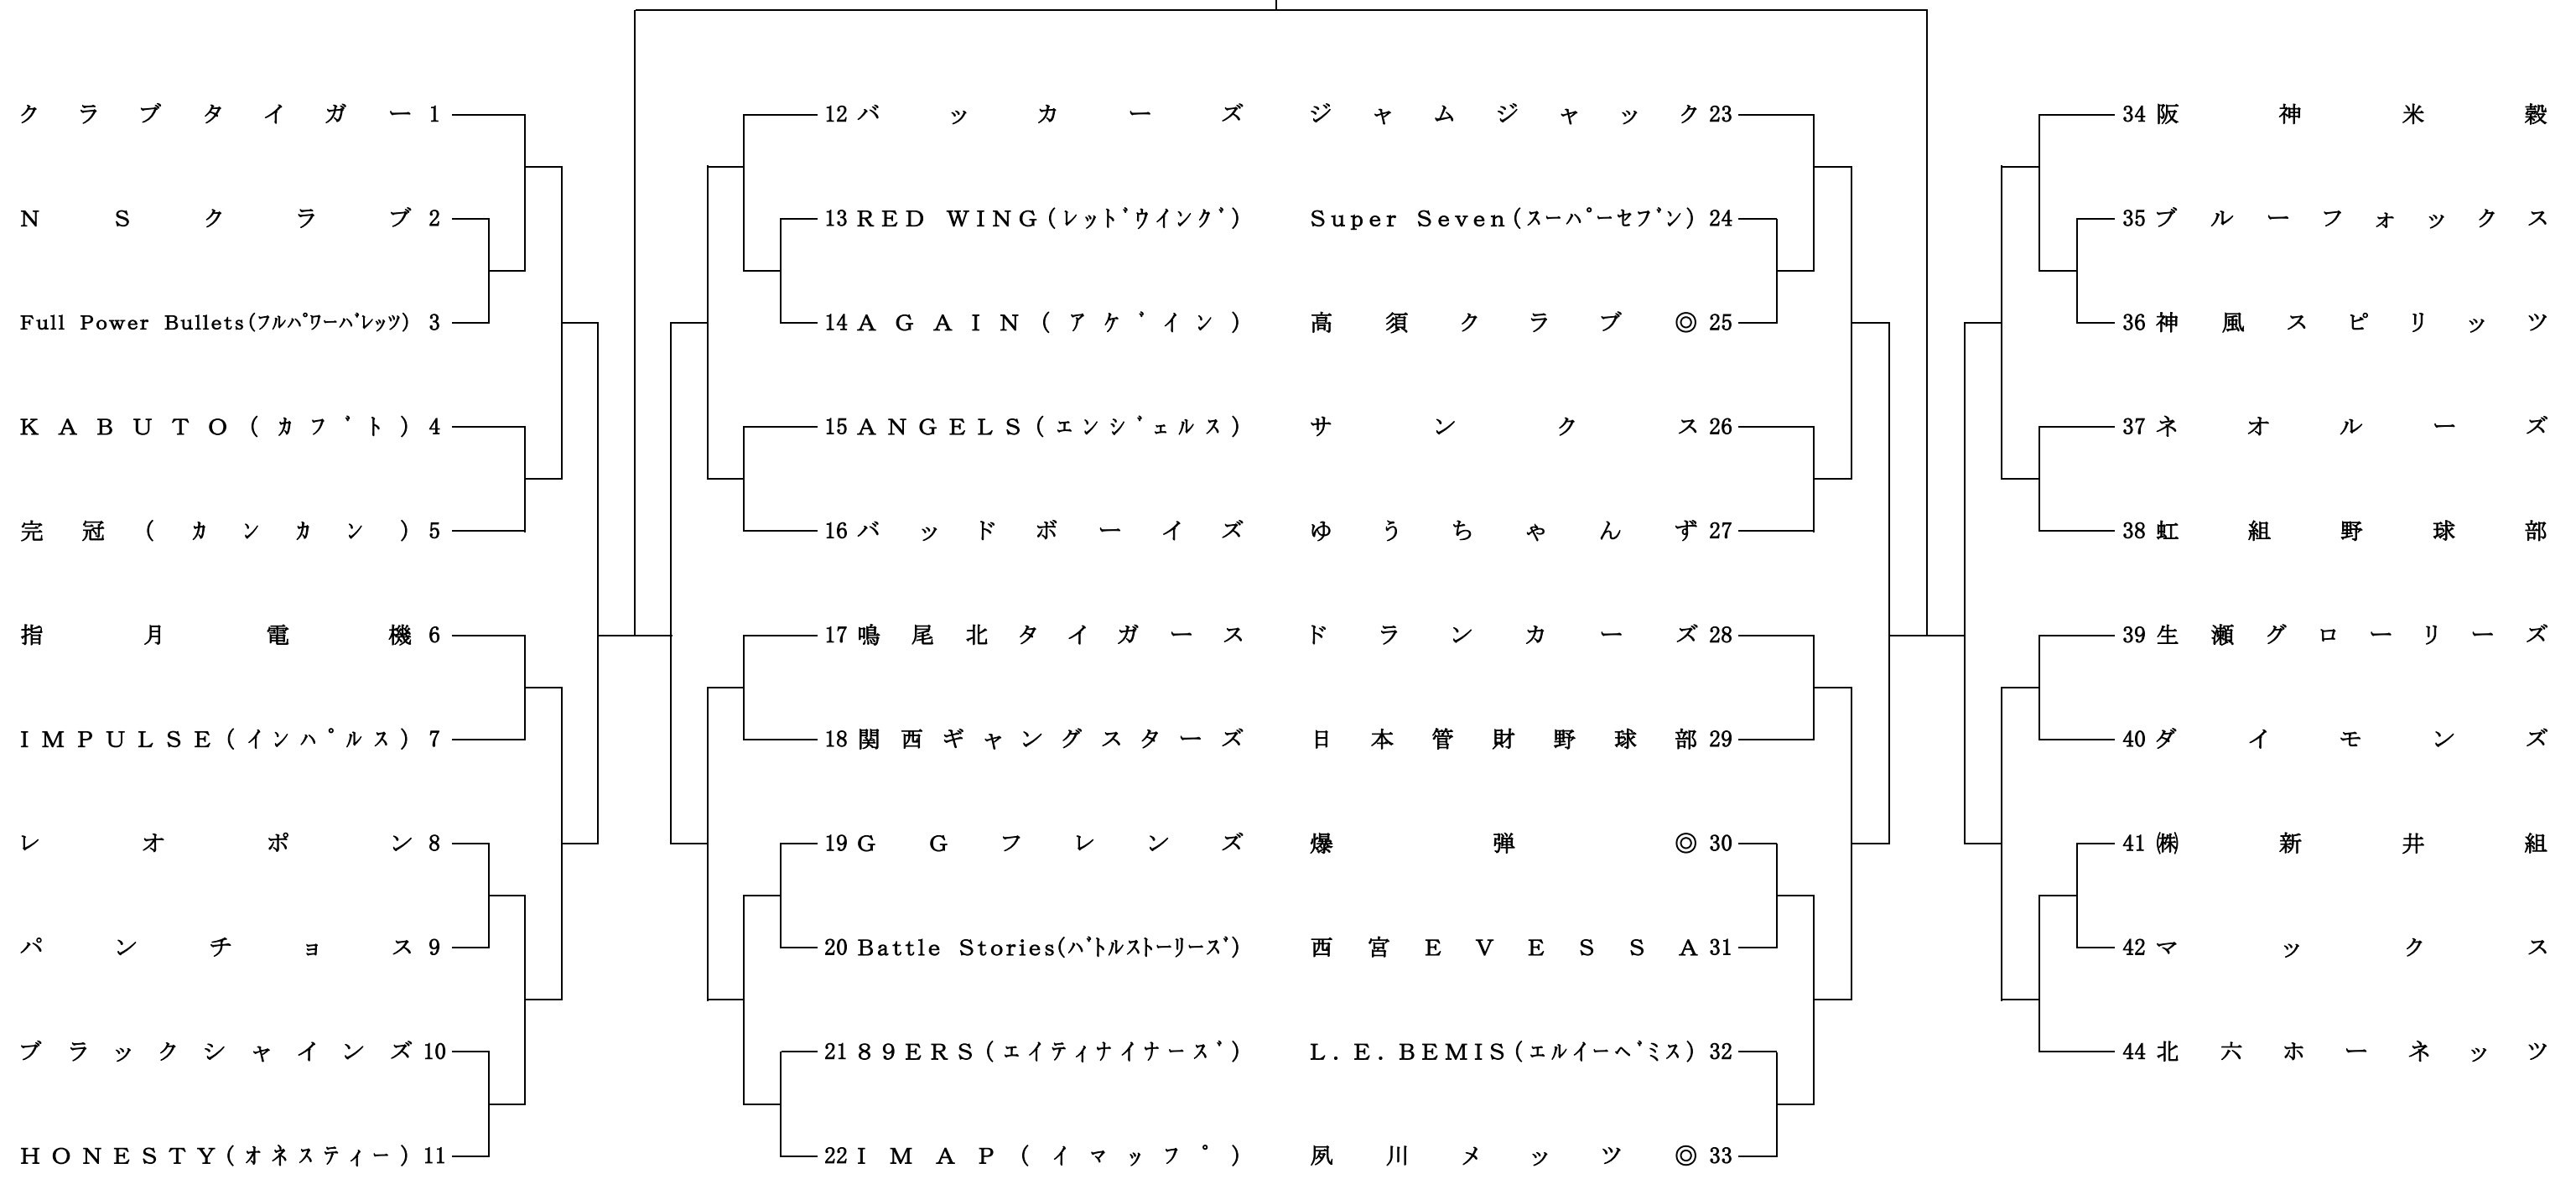 クラブタイガー 1
NSクラブ 2
Full Power Bullets(フルパワーバレッツ) 3
KABUTO(カブト) 4
完冠(カンカン) 5
指月電機 6
IMPULSE(インパルス) 7
レオポン 8
パンチョス 9
ブラックシャインズ 10
HONESTY(オネスティー) 11
12 バッカーズ
13 RED WING(レッドウイング)
14 AGAIN(アゲイン)
15 ANGELS(エンジェルス)
16 バッドボーイズ
17 鳴尾北タイガース
18 関西ギャングスターズ
19 GGフレンズ
20 Battle Stories(バトルストーリーズ)
21 89ERS(エイティナイナーズ)
22 IMAP(イマップ)
ジャムジャック 23
Super Seven(スーパーセブン) 24
高須クラブ ◎ 25
サンクス 26
ゆうちゃんず 27
ドランカーズ 28
日本管財野球部 29
爆弾 ◎ 30
西宮EVESSA 31
L.E.BEMIS(エルイーベミス) 32
夙川メッツ ◎ 33
34 阪神米穀
35 ブルーフォックス
36 神風スピリッツ
37 ネオルーズ
38 虹組野球部
39 生瀬グローリーズ
40 ダイモンズ
41 ㈱新井組
42 マックス
44 北六ホーネッツ